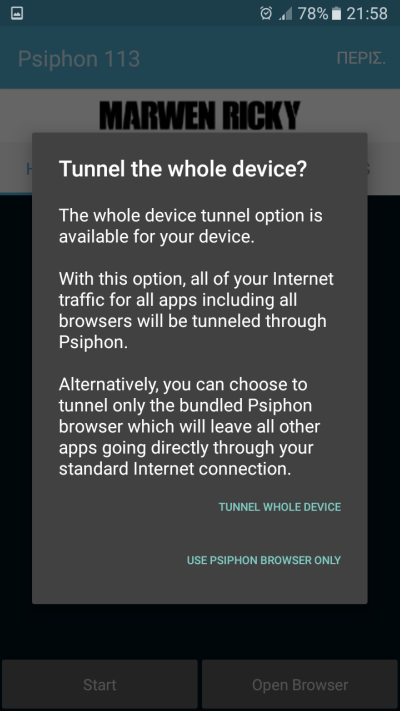 78% 21:58
Psiphon 113 ΠΕΡΙΣ.
MARWEN RICKY
H S
Tunnel the whole device?
The whole device tunnel option is
available for your device.
With this option, all of your Internet
traffic for all apps including all
browsers will be tunneled through
Psiphon.
Alternatively, you can choose to
tunnel only the bundled Psiphon
browser which will leave all other
apps going directly through your
standard Internet connection.
TUNNEL WHOLE DEVICE
USE PSIPHON BROWSER ONLY
Start Open Browser